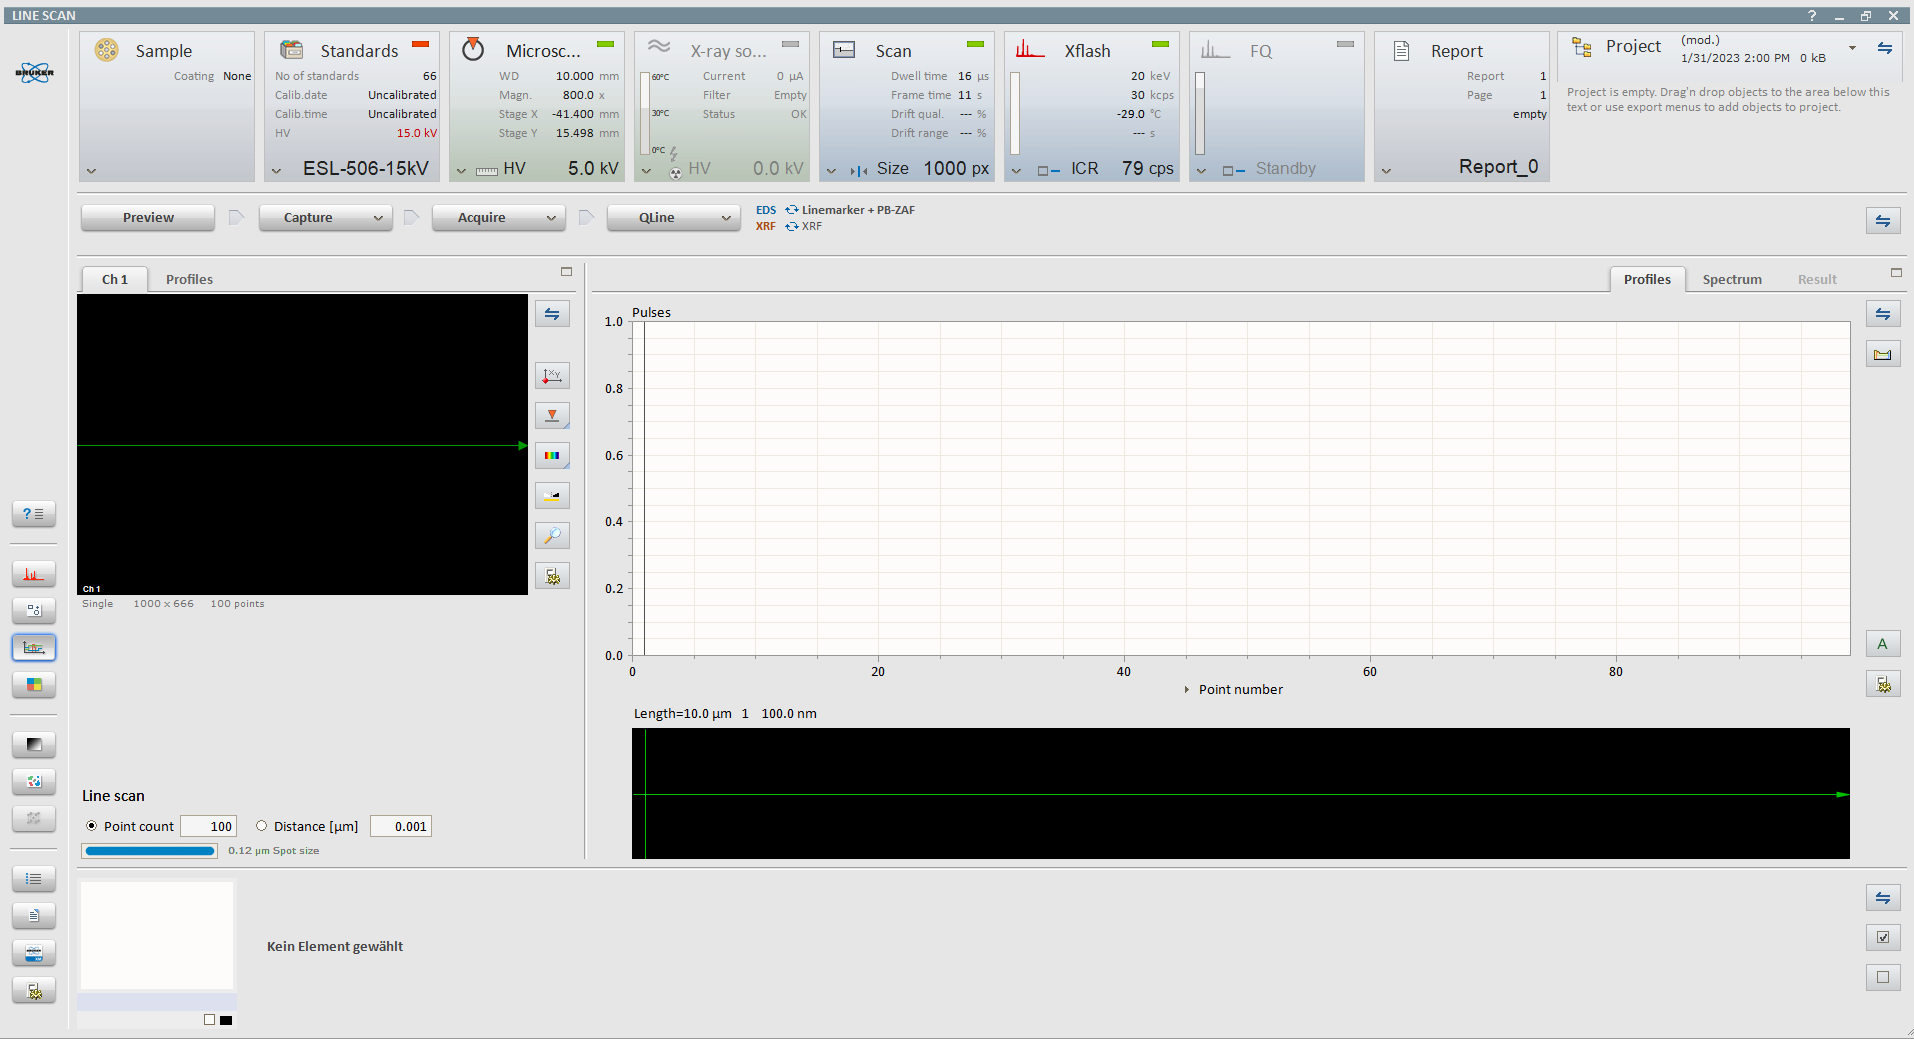 LINE SCAN
BRUKER
Sample
Coating None
Standards
No of standards 66
Calib.date Uncalibrated
Calib.time Uncalibrated
HV 15.0 kV
ESL-506-15kV
Microsc...
WD 10.000 mm
Magn. 800.0 x
Stage X -41.400 mm
Stage Y 15.498 mm
HV 5.0 kV
X-ray so...
60°C
30°C
0°C
Current 0 µA
Filter Empty
Status OK
HV 0.0 kV
Scan
Dwell time 16 µs
Frame time 11 s
Drift qual. --- %
Drift range --- %
Size 1000 px
Xflash
20 keV
30 kcps
-29.0 °C
--- s
ICR 79 cps
FQ
Standby
Report
Report 1
Page 1
empty
Report_0
Project
(mod.)
1/31/2023 2:00 PM 0 kB
Project is empty. Drag'n drop objects to the area below this
text or use export menus to add objects to project.
Preview
Capture
Acquire
QLine
EDS Linemarker + PB-ZAF
XRF XRF
Ch 1
Profiles
Ch 1
Single 1000 x 666 100 points
Line scan
Point count 100 Distance [µm] 0.001
0.12 µm Spot size
Profiles
Spectrum
Result
Pulses
1.0
0.8
0.6
0.4
0.2
0.0
0 20 40 60 80
Point number
A
Length=10.0 µm 1 100.0 nm
Kein Element gewählt